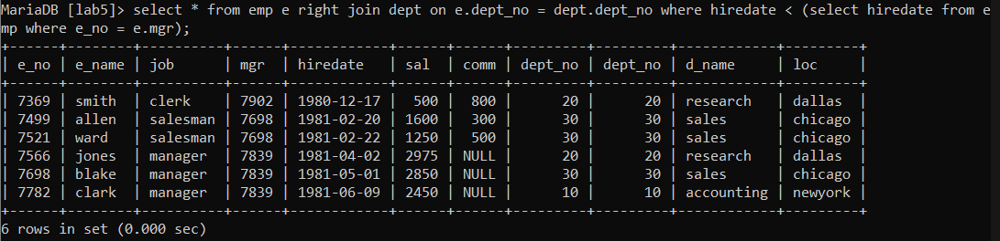 MariaDB [lab5]> select * from emp e right join dept on e.dept_no = dept.dept_no where hiredate < (select hiredate from e
mp where e_no = e.mgr);
+------+--------+----------+------+------------+------+------+---------+---------+------------+---------+
| e_no | e_name | job      | mgr  | hiredate   | sal  | comm | dept_no | dept_no | d_name     | loc     |
+------+--------+----------+------+------------+------+------+---------+---------+------------+---------+
| 7369 | smith  | clerk    | 7902 | 1980-12-17 |  500 |  800 |      20 |      20 | research   | dallas  |
| 7499 | allen  | salesman | 7698 | 1981-02-20 | 1600 |  300 |      30 |      30 | sales      | chicago |
| 7521 | ward   | salesman | 7698 | 1981-02-22 | 1250 |  500 |      30 |      30 | sales      | chicago |
| 7566 | jones  | manager  | 7839 | 1981-04-02 | 2975 | NULL |      20 |      20 | research   | dallas  |
| 7698 | blake  | manager  | 7839 | 1981-05-01 | 2850 | NULL |      30 |      30 | sales      | chicago |
| 7782 | clark  | manager  | 7839 | 1981-06-09 | 2450 | NULL |      10 |      10 | accounting | newyork |
+------+--------+----------+------+------------+------+------+---------+---------+------------+---------+
6 rows in set (0.000 sec)